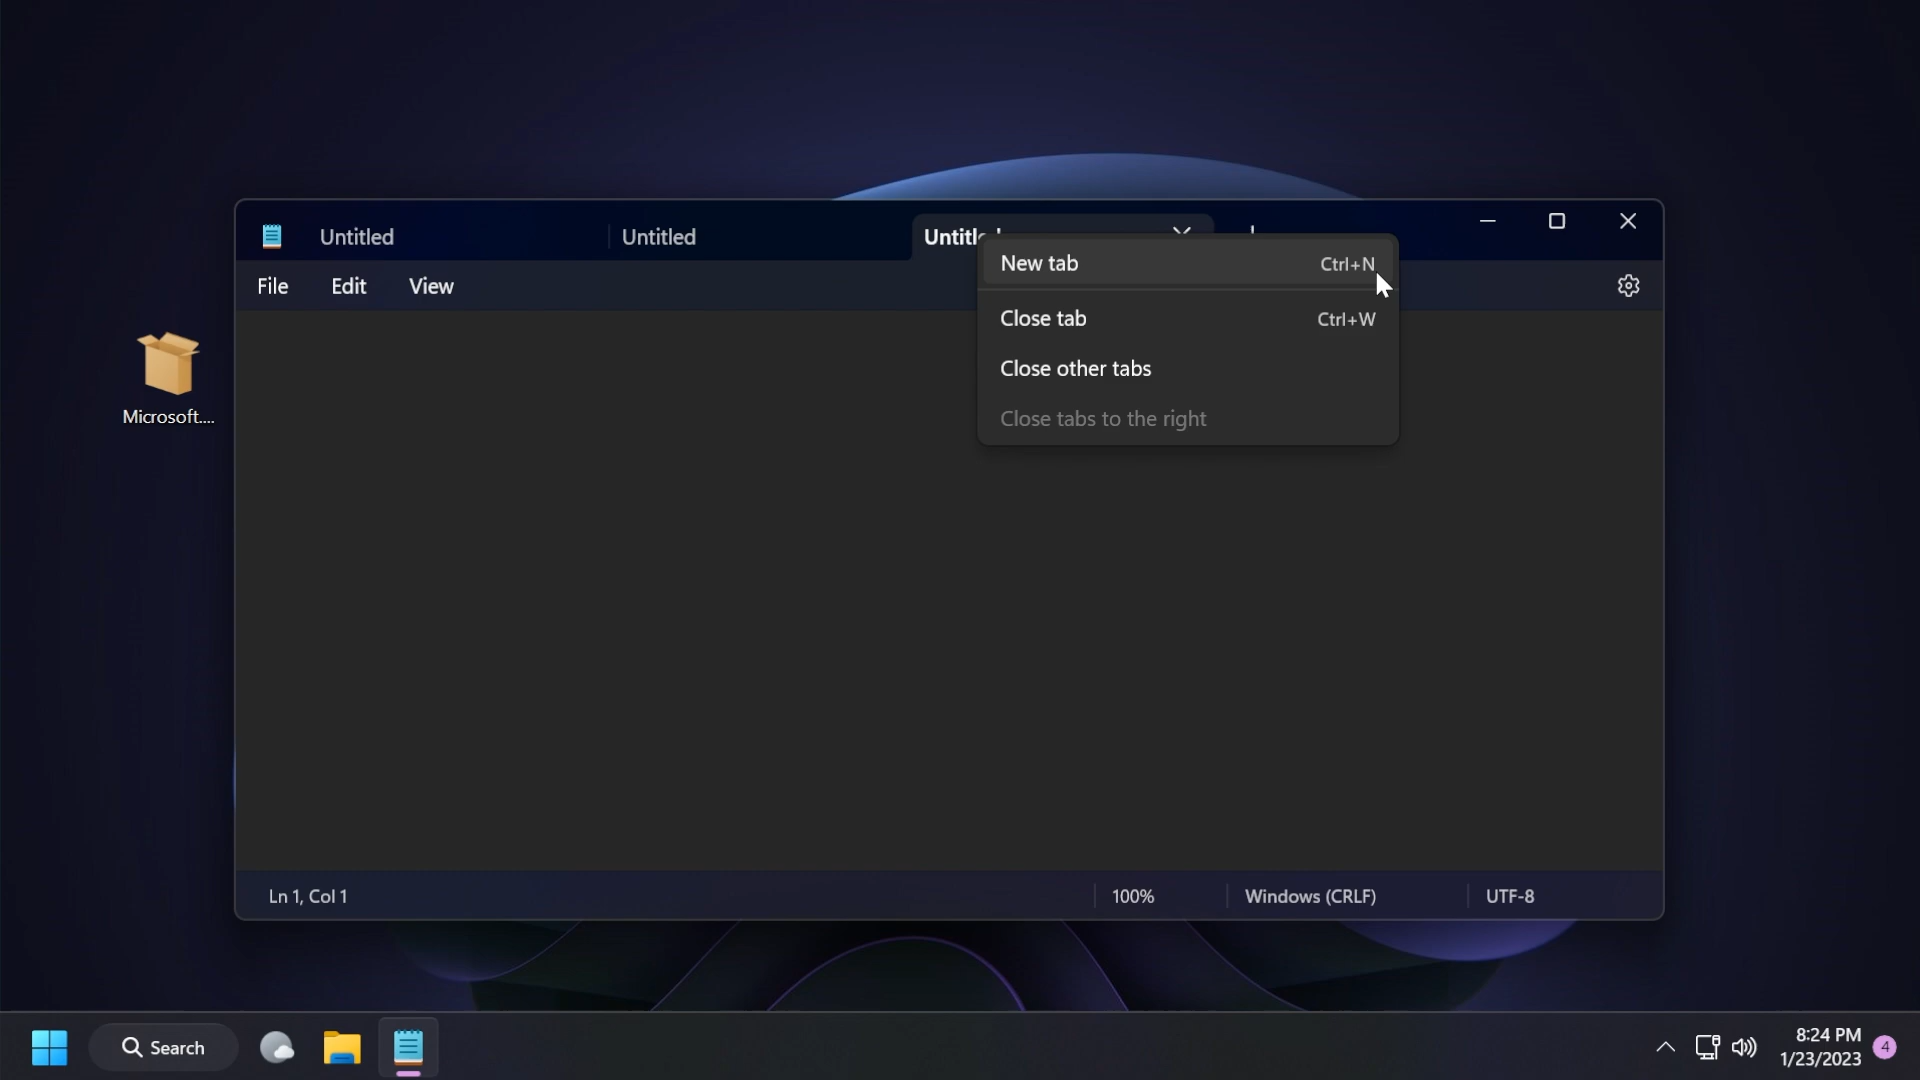 Untitled
Untitled
Untitl
File Edit View
New tab Ctrl+N
Close tab Ctrl+W
Close other tabs
Close tabs to the right
Microsoft....
Ln 1, Col 1
100%
Windows (CRLF)
UTF-8
Search
8:24 PM
1/23/2023
4